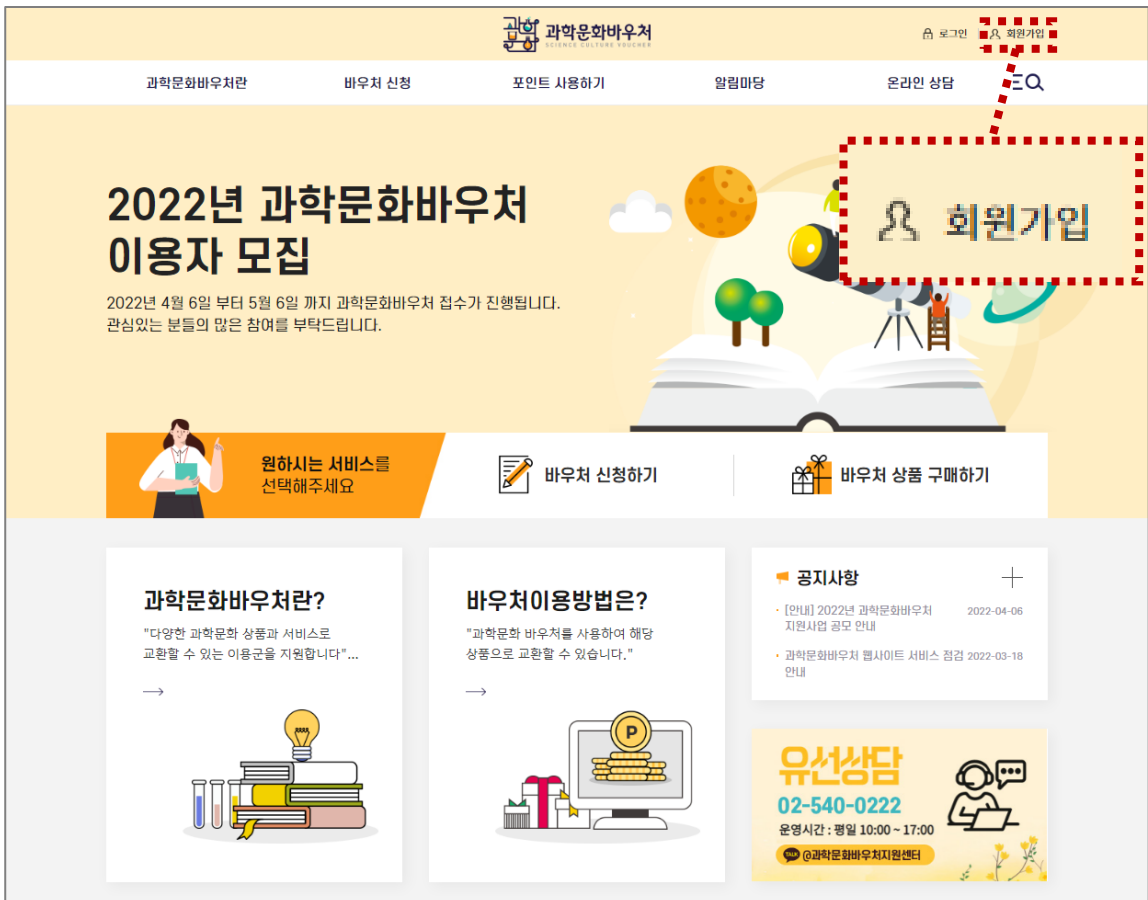 과학문화
과학문화바우처
SCIENCE CULTURE VOUCHER
로그인
회원가입
과학문화바우처란
바우처 신청
포인트 사용하기
알림마당
온라인 상담
회원가입
2022년 과학문화바우처
이용자 모집
2022년 4월 6일 부터 5월 6일 까지 과학문화바우처 접수가 진행됩니다.
관심있는 분들의 많은 참여를 부탁드립니다.
원하시는 서비스를
선택해주세요
바우처 신청하기
바우처 상품 구매하기
과학문화바우처란?
"다양한 과학문화 상품과 서비스로
교환할 수 있는 이용군을 지원합니다"...
바우처이용방법은?
"과학문화 바우처를 사용하여 해당
상품으로 교환할 수 있습니다."
P
공지사항
[안내] 2022년 과학문화바우처 2022-04-06
지원사업 공모 안내
과학문화바우처 웹사이트 서비스 점검 2022-03-18
안내
유선상담
02-540-0222
운영시간 : 평일 10:00 ~ 17:00
TALK @과학문화바우처지원센터